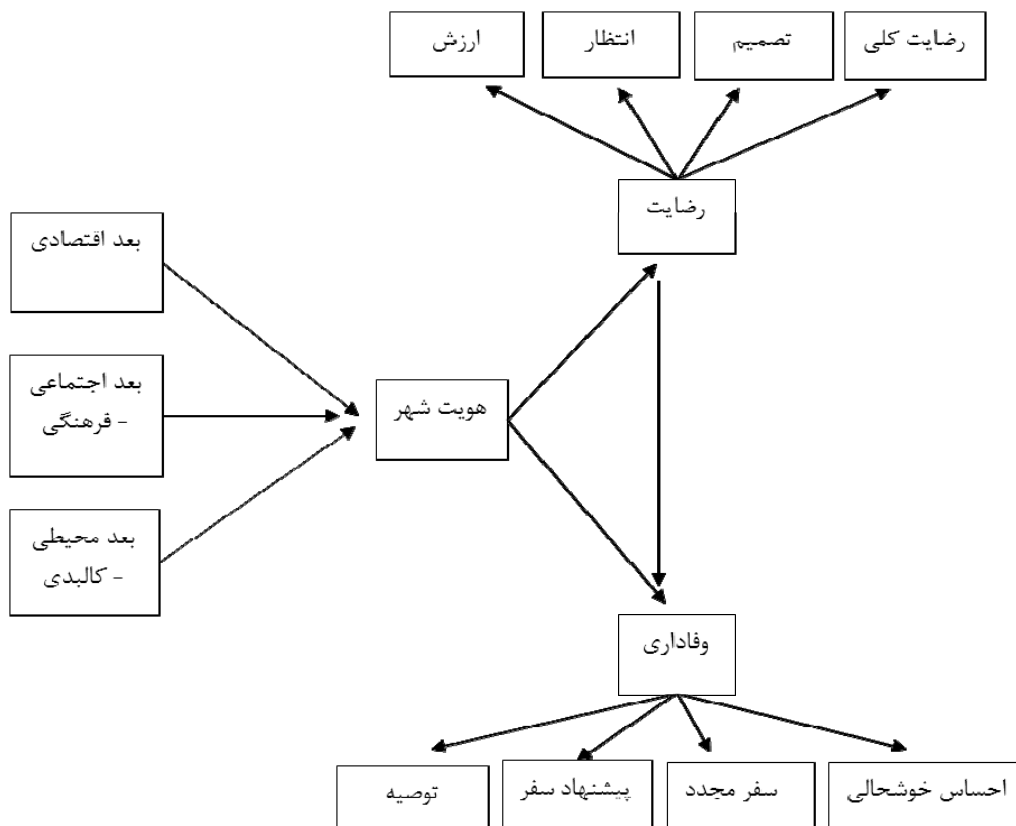 رضایت کلی
تصمیم
انتظار
ارزش
رضایت
بعد اقتصادی
بعد اجتماعی
- فرهنگی
هویت شهر
بعد محیطی
- کالبدی
وفاداری
احساس خوشحالی
سفر مجدد
پیشنهاد سفر
توصیه